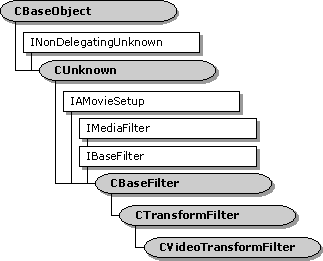 CBaseObject
INonDelegatingUnknown
CUnknown
IAMovieSetup
IMediaFilter
IBaseFilter
CBaseFilter
CTransformFilter
CVideoTransformFilter